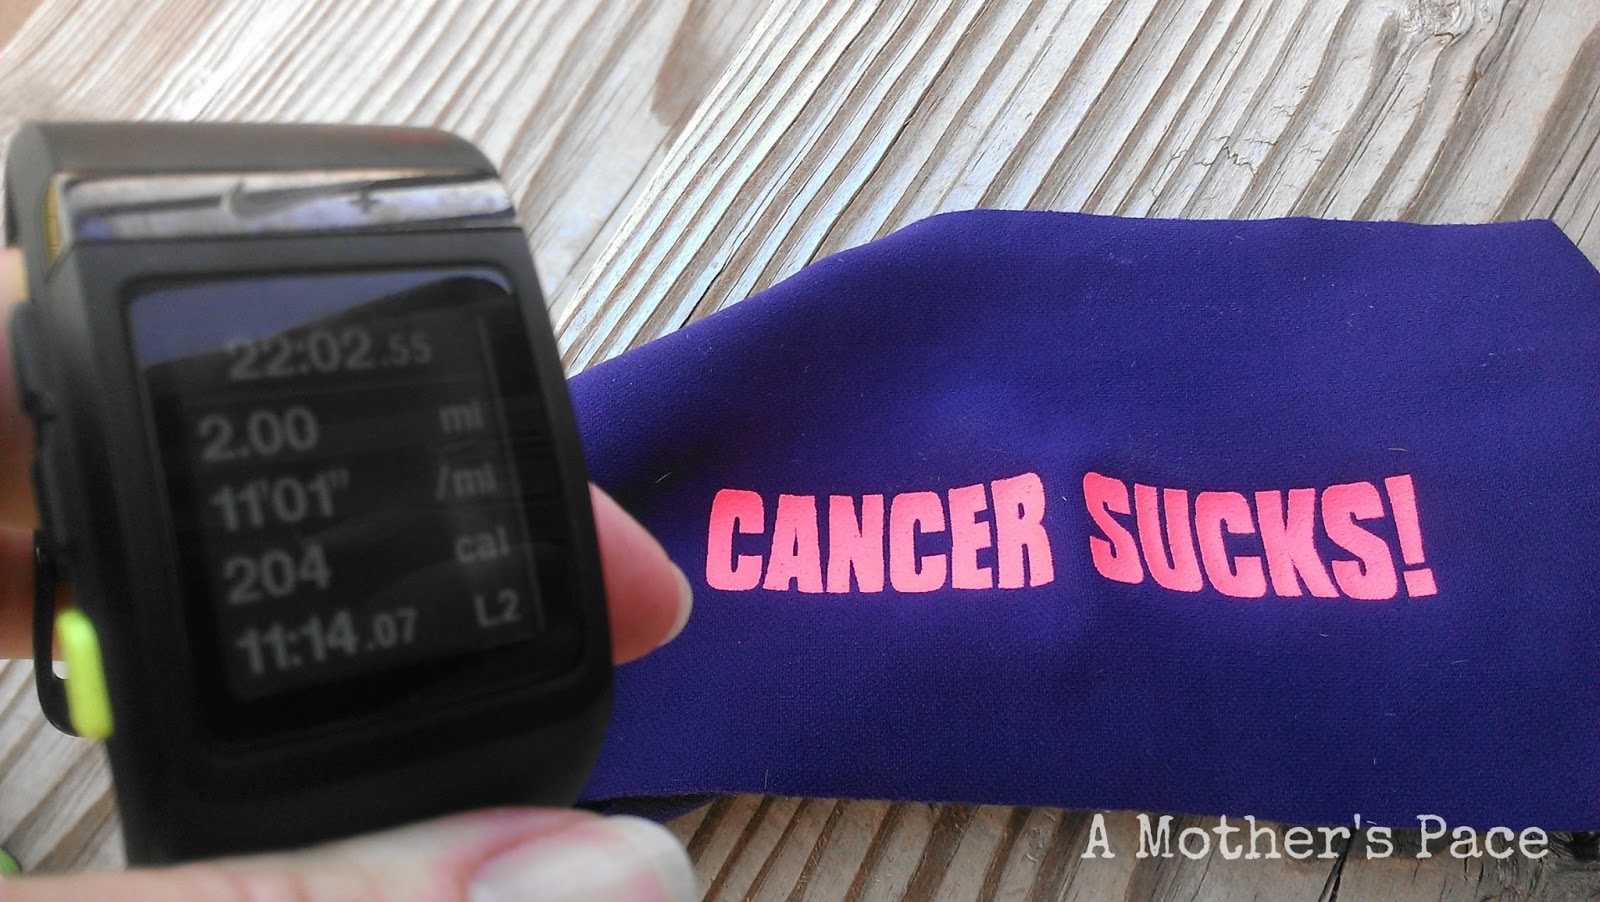 22:02.55
2.00 mi
11'01" /mi
204 cal
11:14.07 L2
CANCER SUCKS!
A Mother's Pace